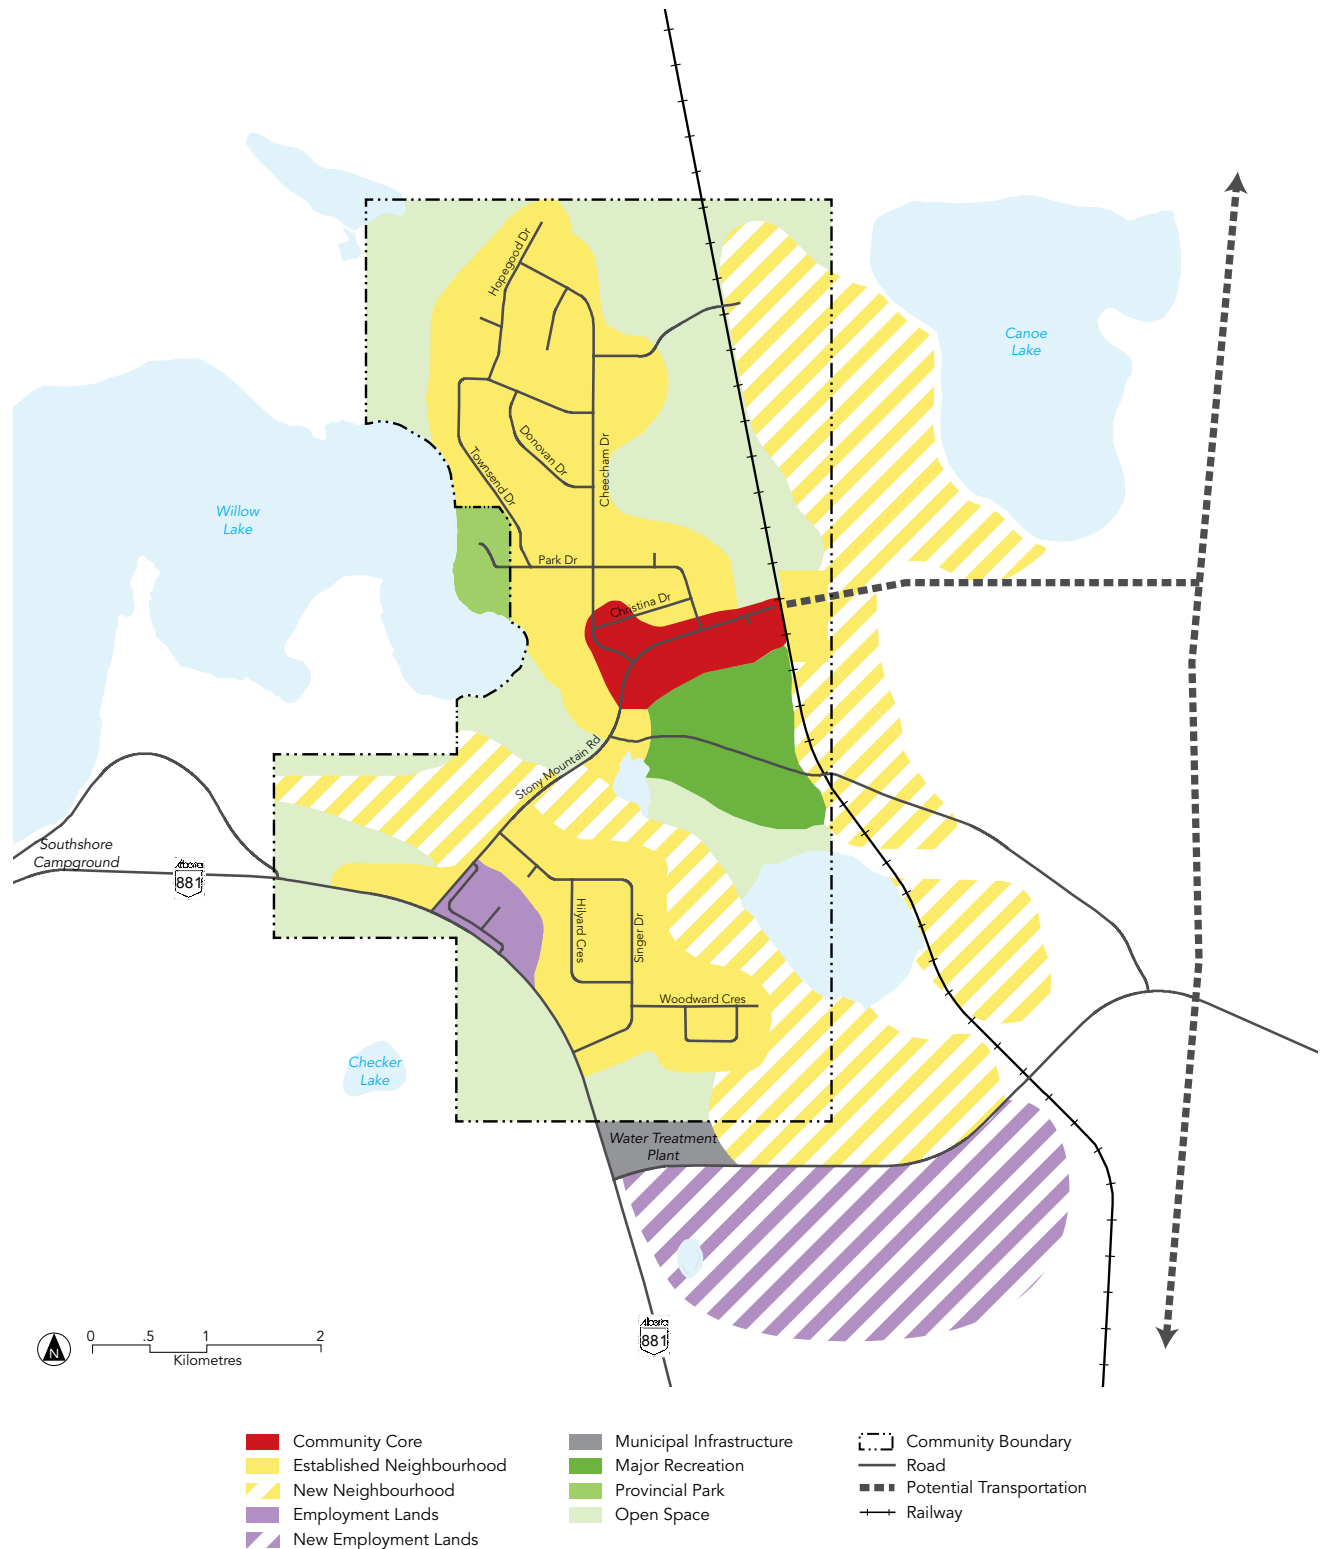 Hopegood Dr
Canoe
Lake
Donovan Dr
Cheecham Dr
Townsend Dr
Willow
Lake
Park Dr
Christina Dr
Stony Mountain Rd
Southshore
Campground
Alberta
881
Hilyard Cres
Singer Dr
Woodward Cres
Checker
Lake
Water Treatment
Plant
Alberta
881
N
0 .5 1 2
Kilometres
Community Core
Established Neighbourhood
New Neighbourhood
Employment Lands
New Employment Lands
Municipal Infrastructure
Major Recreation
Provincial Park
Open Space
Community Boundary
Road
Potential Transportation
Railway